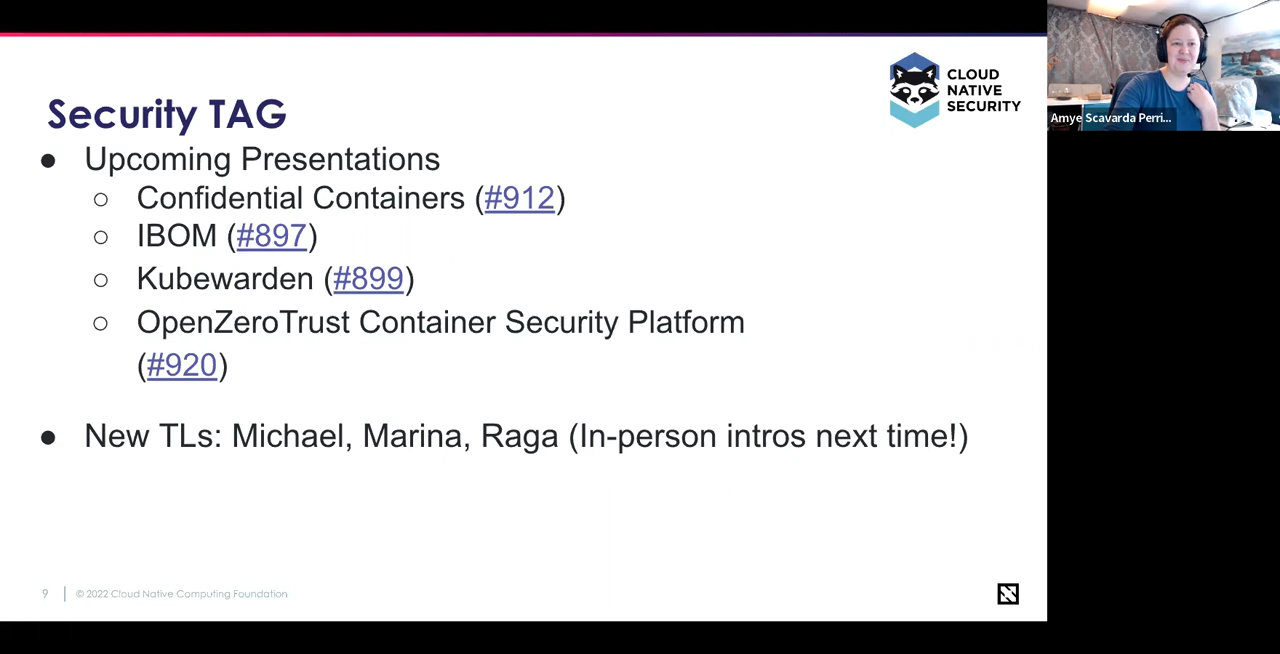 Security TAG
CLOUD
NATIVE
SECURITY
Amye Scavarda Perri...
● Upcoming Presentations
○ Confidential Containers (#912)
○ IBOM (#897)
○ Kubewarden (#899)
○ OpenZeroTrust Container Security Platform
(#920)
● New TLs: Michael, Marina, Raga (In-person intros next time!)
9 | © 2022 Cloud Native Computing Foundation